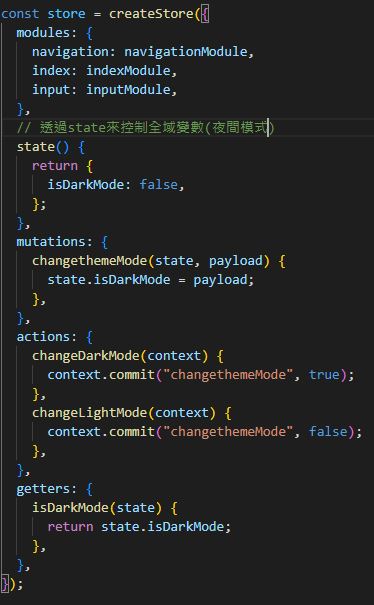 const store = createStore({
  modules: {
    navigation: navigationModule,
    index: indexModule,
    input: inputModule,
  },
  // 透過state來控制全域變數(夜間模式)
  state() {
    return {
      isDarkMode: false,
    };
  },
  mutations: {
    changethemeMode(state, payload) {
      state.isDarkMode = payload;
    },
  },
  actions: {
    changeDarkMode(context) {
      context.commit("changethemeMode", true);
    },
    changeLightMode(context) {
      context.commit("changethemeMode", false);
    },
  },
  getters: {
    isDarkMode(state) {
      return state.isDarkMode;
    },
  },
});